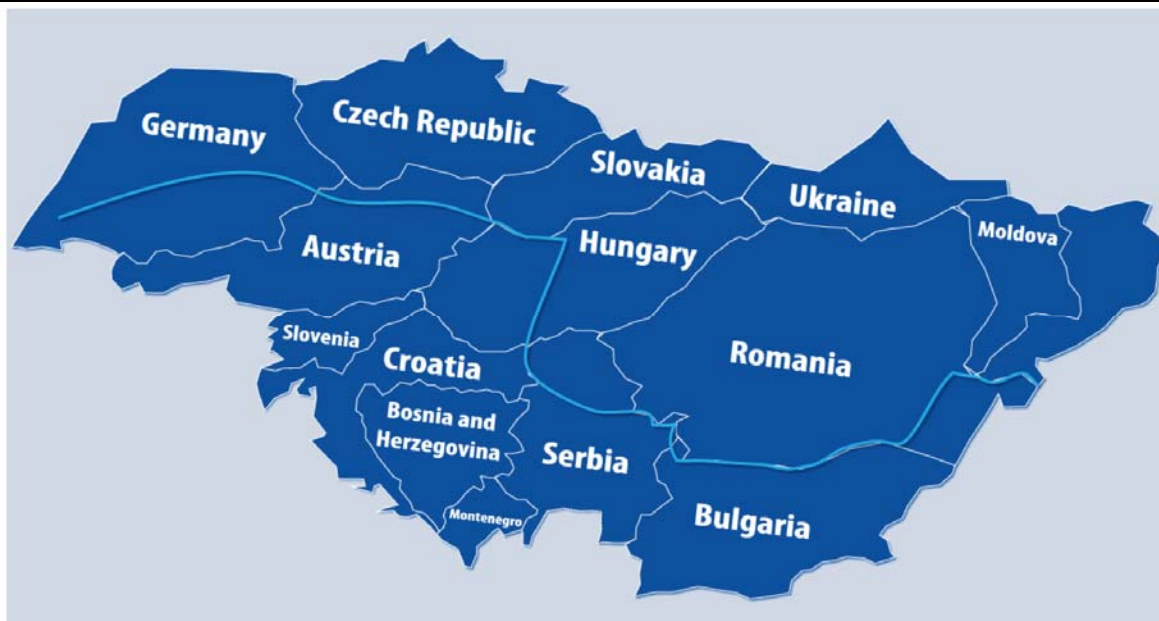 Germany
Czech Republic
Slovakia
Ukraine
Moldova
Austria
Hungary
Slovenia
Croatia
Romania
Bosnia and
Herzegovina
Serbia
Montenegro
Bulgaria